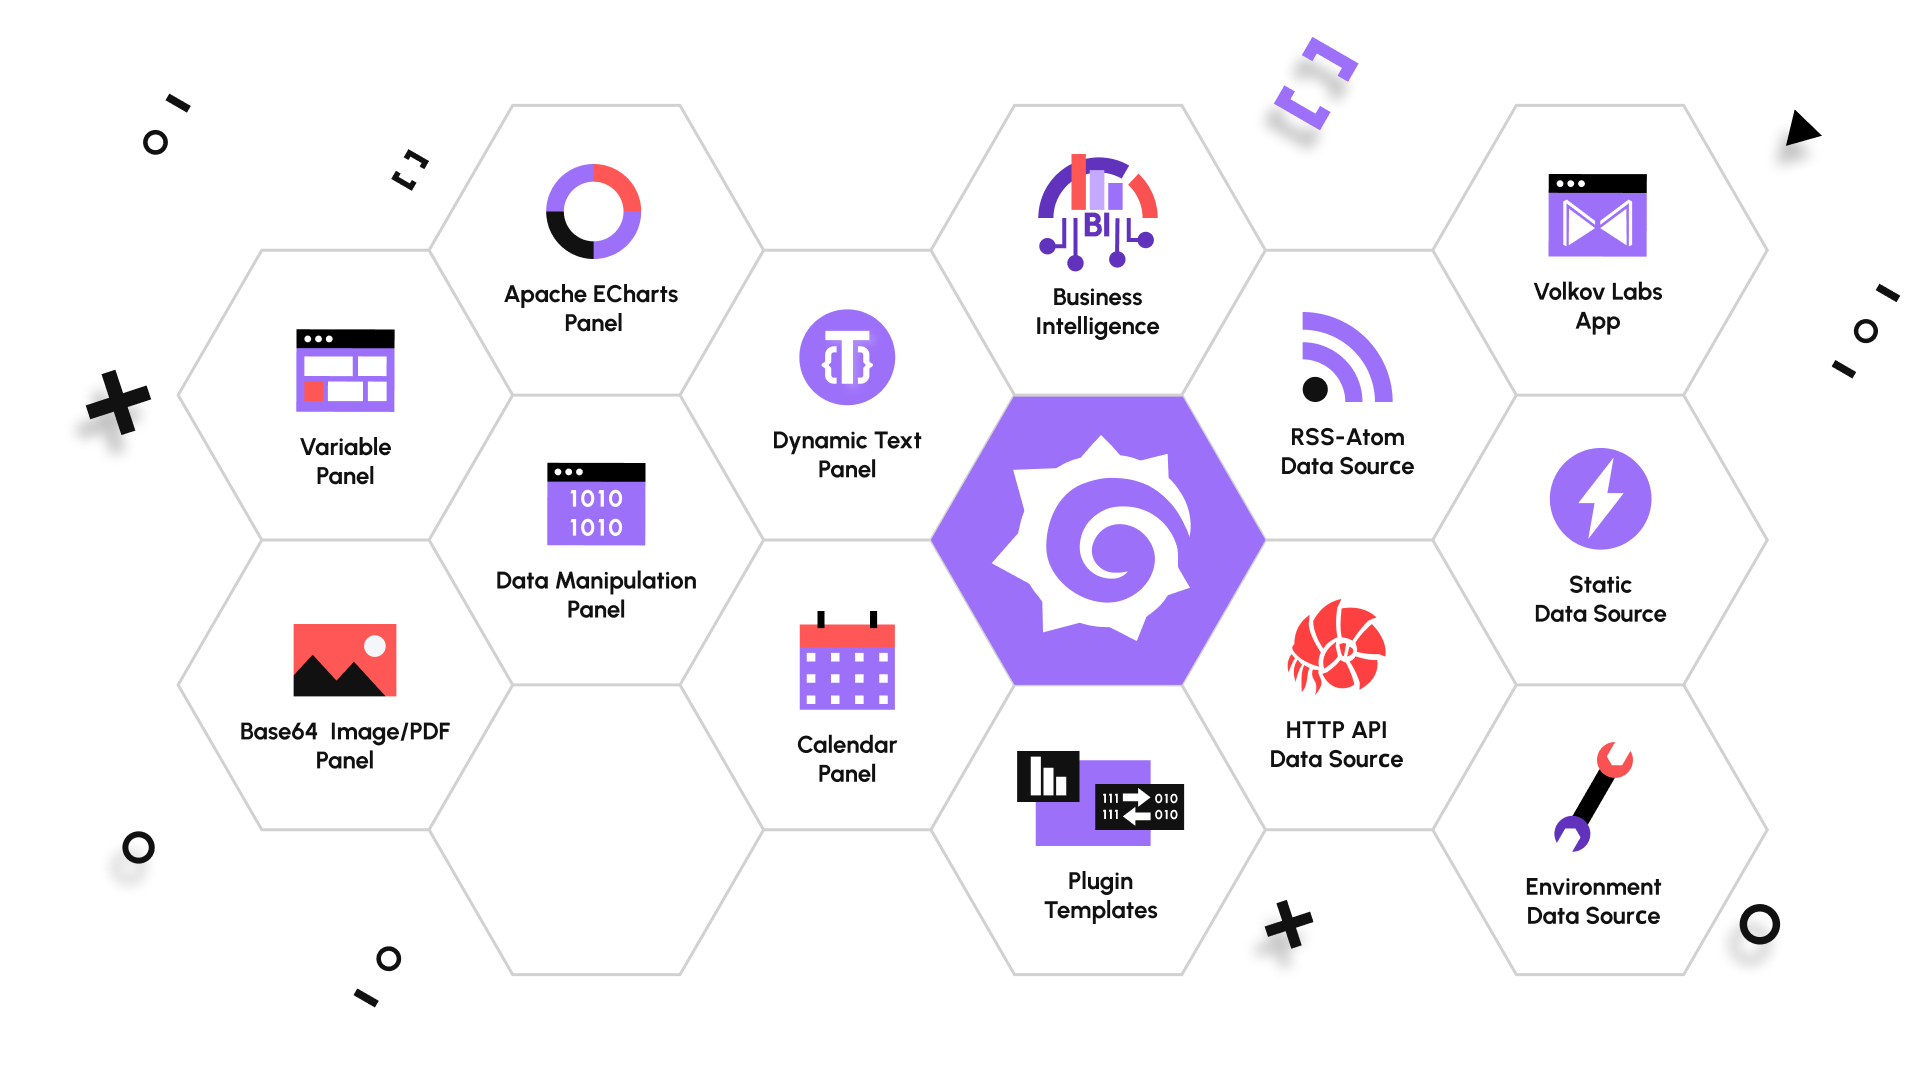 Apache ECharts
Panel
BI
Business
Intelligence
Volkov Labs
App
Variable
Panel
T
Dynamic Text
Panel
RSS-Atom
Data Source
1010
1010
Data Manipulation
Panel
Static
Data Source
Base64 Image/PDF
Panel
Calendar
Panel
HTTP API
Data Source
111 010
111 010
Plugin
Templates
Environment
Data Source